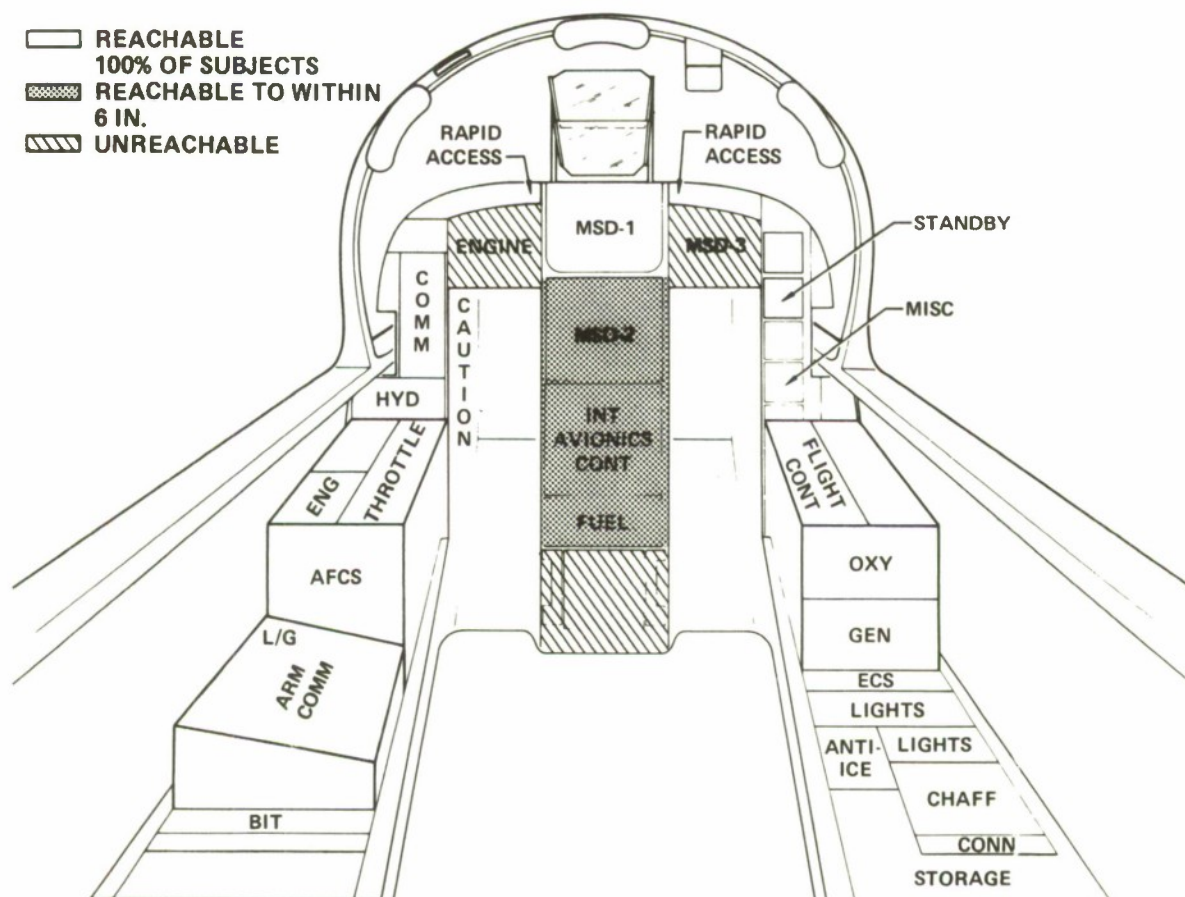 REACHABLE
100% OF SUBJECTS
REACHABLE TO WITHIN
6 IN.
UNREACHABLE
RAPID
ACCESS
RAPID
ACCESS
ENGINE
MSD-1
MSD-3
STANDBY
COMM
CAUTION
MSD-2
MISC
HYD
INT
AVIONICS
CONT
FUEL
ENG
THROTTLE
FLIGHT
CONT
AFCS
OXY
L/G
GEN
ARM
COMM
ECS
LIGHTS
ANTI-
ICE
LIGHTS
CHAFF
BIT
CONN
STORAGE